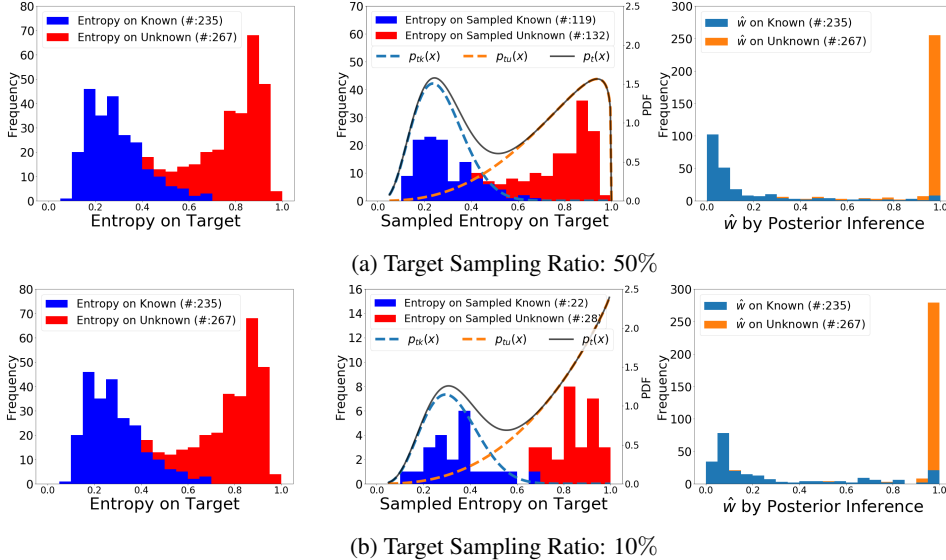 80
70
60
50
40
30
20
10
0
Frequency
Entropy on Known (#:235)
Entropy on Unknown (#:267)
0.2 0.4 0.6 0.8 1.0
Entropy on Target
70
60
50
40
30
20
10
0
Frequency
Entropy on Sampled Known (#:119)
Entropy on Sampled Unknown (#:132)
p_tk(x) p_tu(x) p_t(x)
2.5
2.0
1.5
1.0
0.5
0.0
PDF
0.2 0.4 0.6 0.8 1.0
Sampled Entropy on Target
300
250
200
150
100
50
0
Frequency
ŵ on Known (#:235)
ŵ on Unknown (#:267)
0.0 0.2 0.4 0.6 0.8 1.0
ŵ by Posterior Inference
(a) Target Sampling Ratio: 50%
80
70
60
50
40
30
20
10
0
Frequency
Entropy on Known (#:235)
Entropy on Unknown (#:267)
0.2 0.4 0.6 0.8 1.0
Entropy on Target
16
14
12
10
8
6
4
2
0
Frequency
Entropy on Sampled Known (#:22)
Entropy on Sampled Unknown (#:28)
p_tk(x) p_tu(x) p_t(x)
2.5
2.0
1.5
1.0
0.5
0.0
PDF
0.2 0.4 0.6 0.8 1.0
Sampled Entropy on Target
300
250
200
150
100
50
0
Frequency
ŵ on Known (#:235)
ŵ on Unknown (#:267)
0.0 0.2 0.4 0.6 0.8 1.0
ŵ by Posterior Inference
(b) Target Sampling Ratio: 10%